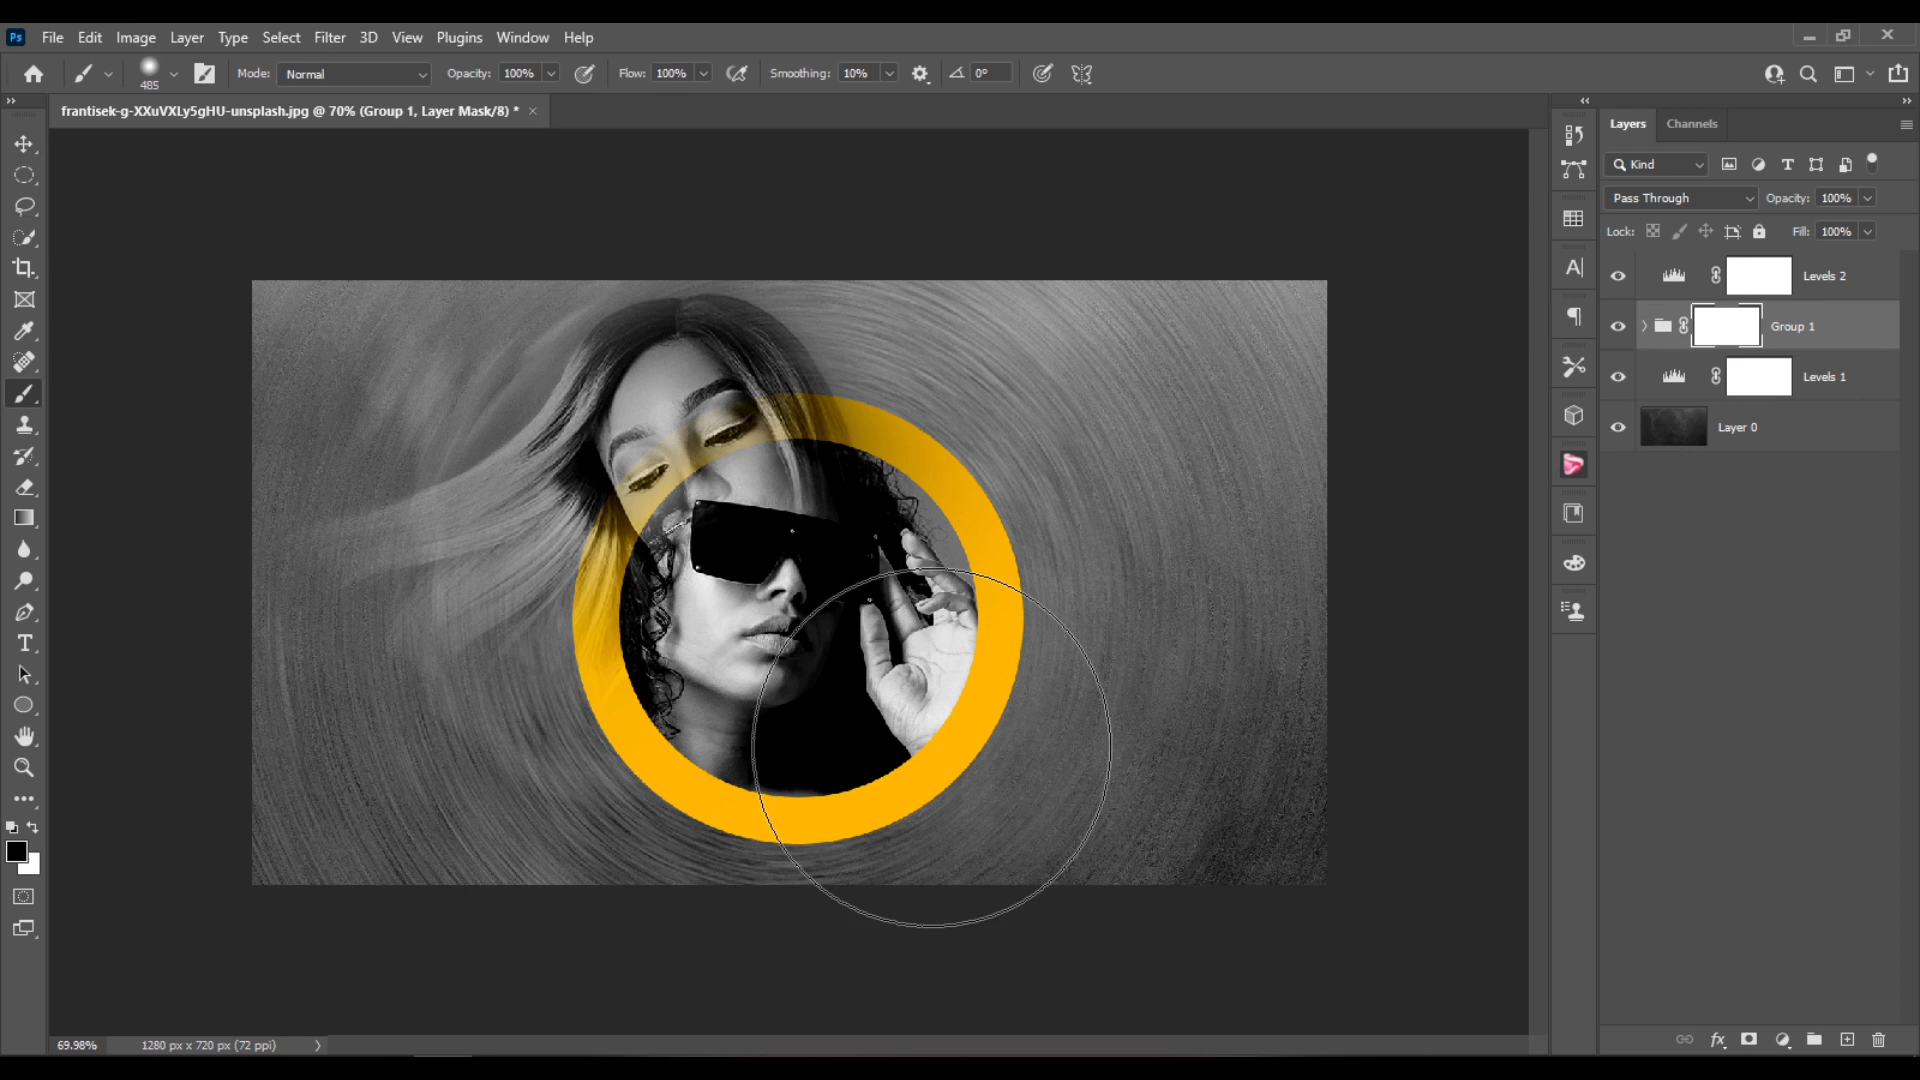 Ps File Edit Image Layer Type Select Filter 3D View Plugins Window Help
485 Mode: Normal Opacity: 100% Flow: 100% Smoothing: 10% 0°
frantisek-g-XXuVXLy5gHU-unsplash.jpg @ 70% (Group 1, Layer Mask/8) *
Layers Channels
Kind
Pass Through Opacity: 100%
Lock: Fill: 100%
Levels 2
Group 1
Levels 1
Layer 0
69.98% 1280 px x 720 px (72 ppi)
fx